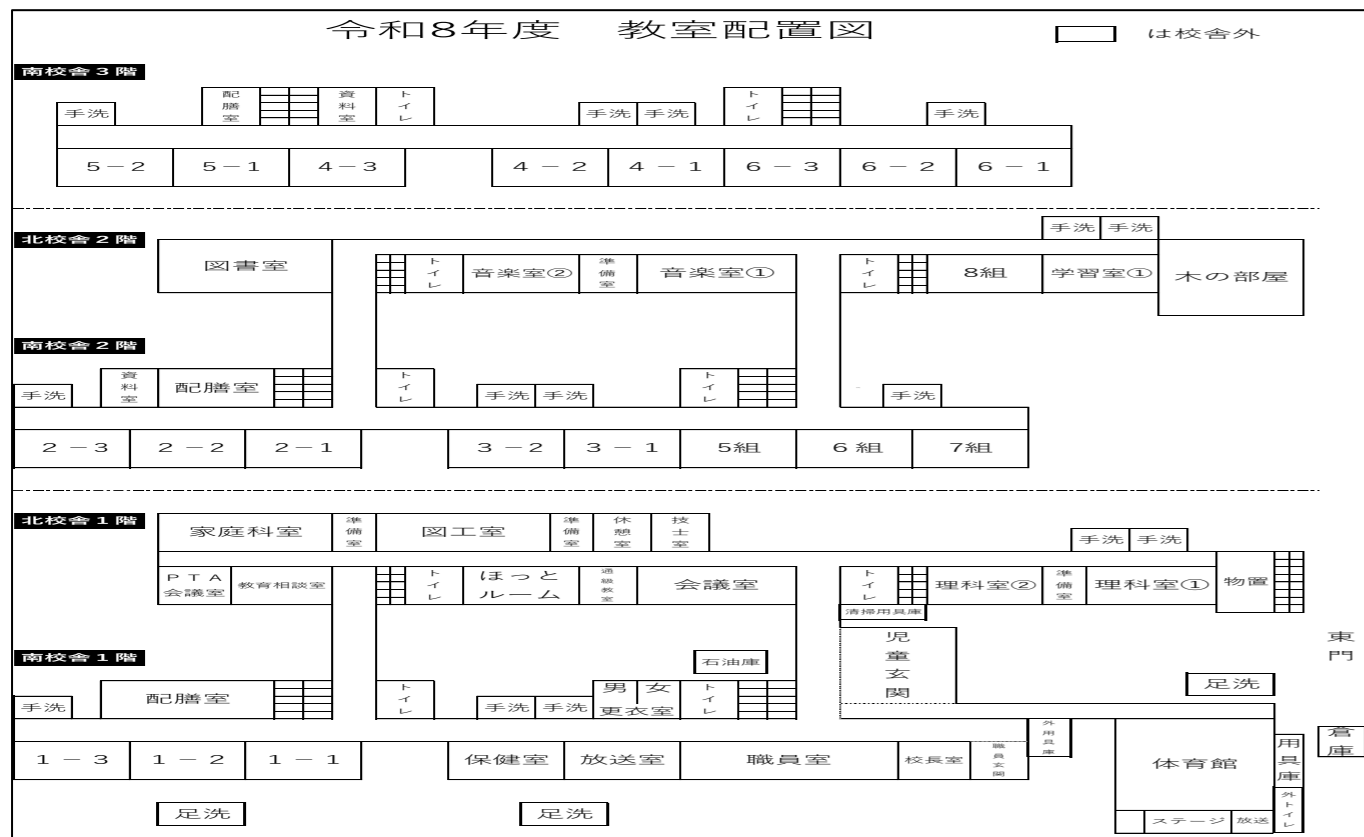 令和8年度　教室配置図
は校舎外
南校舎3階
手洗
配膳室
資料室
トイレ
手洗 手洗
トイレ
手洗
5－2 5－1 4－3 4－2 4－1 6－3 6－2 6－1
手洗 手洗
北校舎2階
図書室
トイレ
音楽室②
準備室
音楽室①
トイレ
8組
学習室①
木の部屋
南校舎2階
手洗
資料室
配膳室
トイレ
手洗 手洗
トイレ
手洗
2－3 2－2 2－1 3－2 3－1 5組 6組 7組
北校舎1階
家庭科室
準備室
図工室
準備室
休憩室
技士室
手洗 手洗
PTA
会議室
教育相談室
トイレ
ほっと
ルーム
通級教室
会議室
トイレ
理科室②
準備室
理科室①
物置
清掃用具庫
児童玄関
東門
南校舎1階
石油庫
足洗
手洗
配膳室
トイレ
手洗 手洗
男 女
更衣室
トイレ
外用具庫
倉庫
1－3 1－2 1－1 保健室 放送室 職員室 校長室
職員玄関
体育館
用具庫
足洗
足洗
外トイレ
ステージ 放送